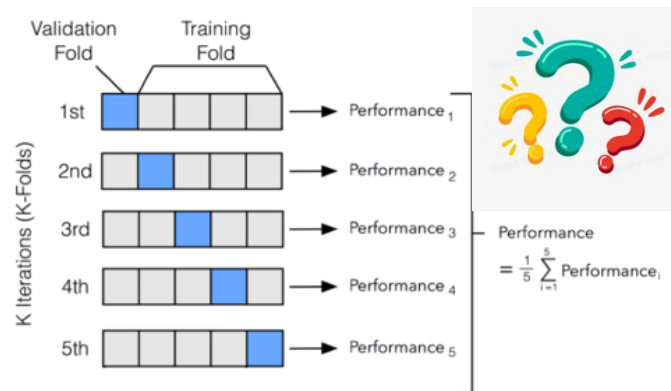 Validation
Fold
Training
Fold
K Iterations (K-Folds)
1st
Performance 1
2nd
Performance 2
3rd
Performance 3
4th
Performance 4
5th
Performance 5
Performance
= 1/5 5∑i=1 Performance i
???